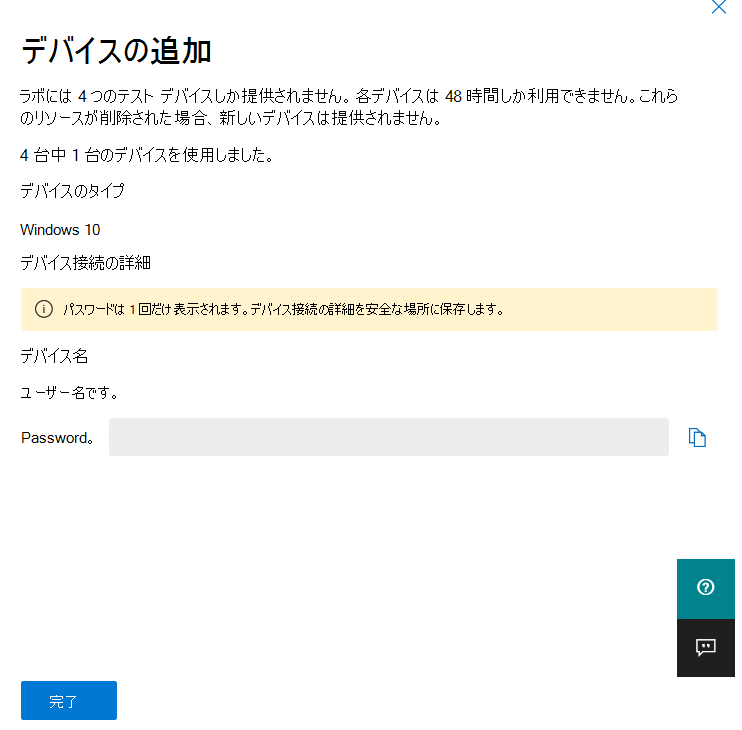 デバイスの追加
ラボには 4 つのテスト デバイスしか提供されません。各デバイスは 48 時間しか利用できません。これら
のリソースが削除された場合、新しいデバイスは提供されません。
4 台中 1 台のデバイスを使用しました。
デバイスのタイプ
Windows 10
デバイス接続の詳細
パスワードは 1 回だけ表示されます。デバイス接続の詳細を安全な場所に保存します。
デバイス名
ユーザー名です。
Password。
完了